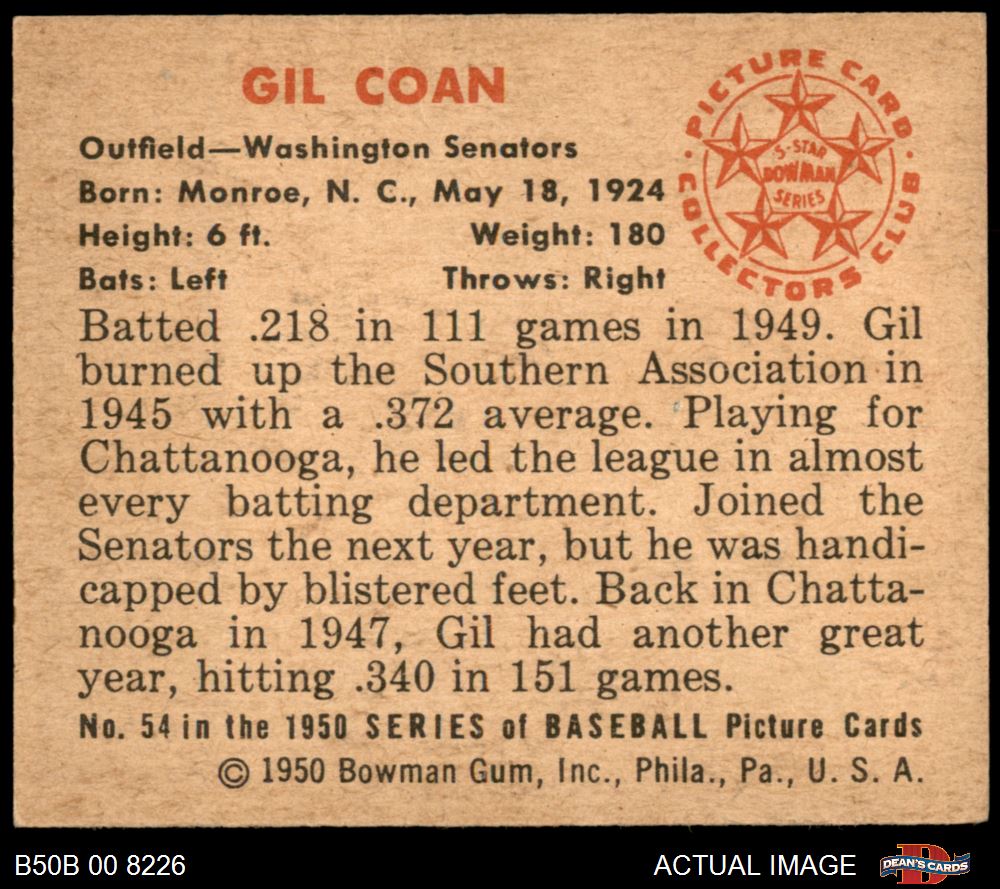 GIL COAN
PICTURE CARD
COLLECTORS CLUB
5-STAR
BOWMAN
SERIES
Outfield—Washington Senators
Born: Monroe, N. C., May 18, 1924
Height: 6 ft. Weight: 180
Bats: Left Throws: Right
Batted .218 in 111 games in 1949. Gil
burned up the Southern Association in
1945 with a .372 average. Playing for
Chattanooga, he led the league in almost
every batting department. Joined the
Senators the next year, but he was handi-
capped by blistered feet. Back in Chatta-
nooga in 1947, Gil had another great
year, hitting .340 in 151 games.
No. 54 in the 1950 SERIES of BASEBALL Picture Cards
© 1950 Bowman Gum, Inc., Phila., Pa., U. S. A.
B50B 00 8226 ACTUAL IMAGE
DEAN'S CARDS